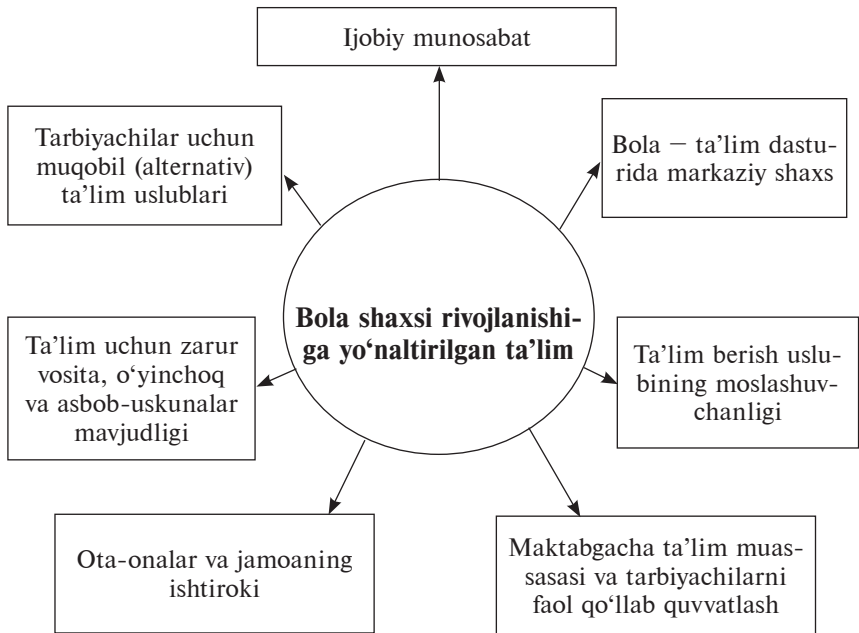 Ijobiy munosabat
Tarbiyachilar uchun
muqobil (alternativ)
ta’lim uslublari
Bola − ta’lim dastu-
rida markaziy shaxs
Bola shaxsi rivojlanishi-
ga yo‘naltirilgan ta’lim
Ta’lim uchun zarur
vosita, o‘yinchoq
va asbob-uskunalar
mavjudligi
Ta’lim berish uslu-
bining moslashuv-
chanligi
Ota-onalar va jamoaning
ishtiroki
Maktabgacha ta’lim muas-
sasasi va tarbiyachilarni
faol qo‘llab quvvatlash